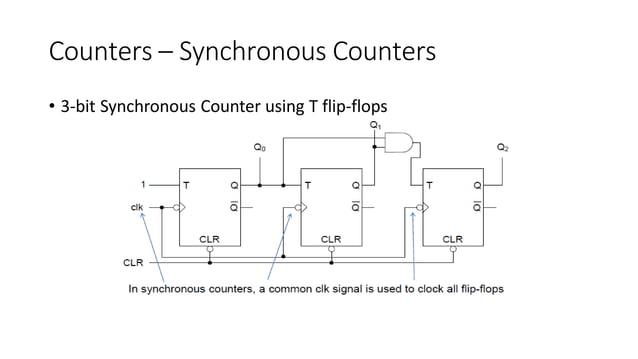 Counters – Synchronous Counters
• 3-bit Synchronous Counter using T flip-flops
Q1
Q0
Q2
1 T Q T Q T Q
clk Q̅ Q̅ Q̅
CLR CLR CLR
CLR
In synchronous counters, a common clk signal is used to clock all flip-flops